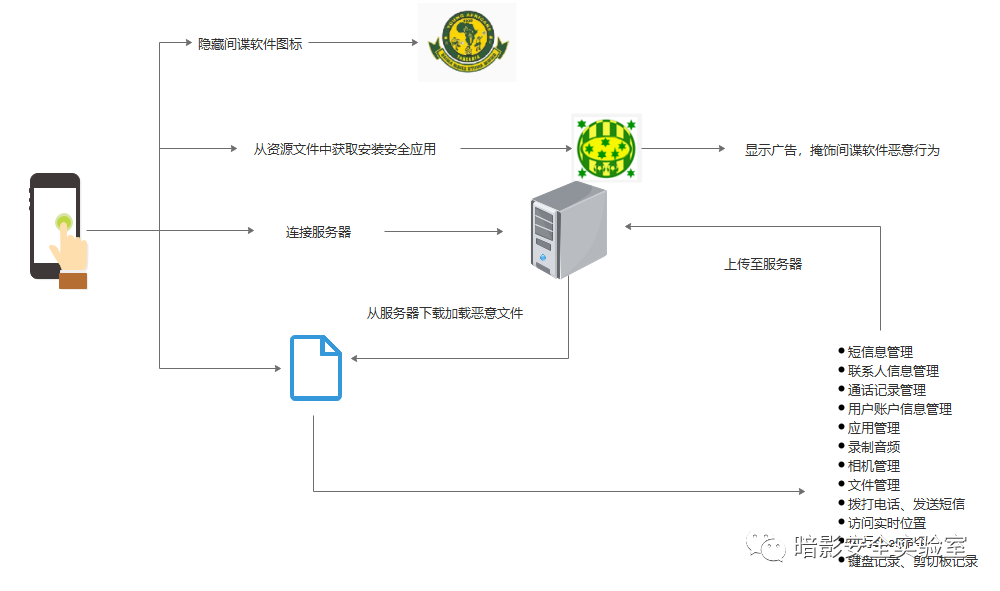 隐藏间谍软件图标
从资源文件中获取安装安全应用
显示广告，掩饰间谍软件恶意行为
连接服务器
上传至服务器
从服务器下载加载恶意文件
●短信息管理
●联系人信息管理
●通话记录管理
●用户账户信息管理
●应用管理
●录制音频
●相机管理
●文件管理
●拨打电话、发送短信
●访问实时位置
暗影安全实验室
●键盘记录、剪切板记录